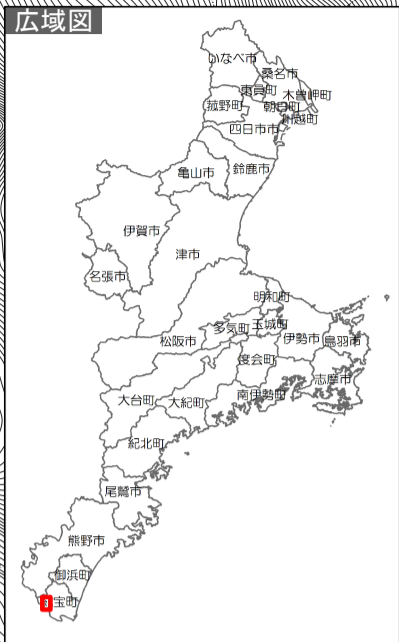 広域図
いなべ市
桑名市
東員町
木曽岬町
朝日町
川越町
菰野町
四日市市
鈴鹿市
亀山市
伊賀市
津市
名張市
明和町
玉城町
多気町
松阪市
伊勢市
鳥羽市
度会町
志摩市
南伊勢町
大台町
大紀町
紀北町
尾鷲市
熊野市
御浜町
宝町